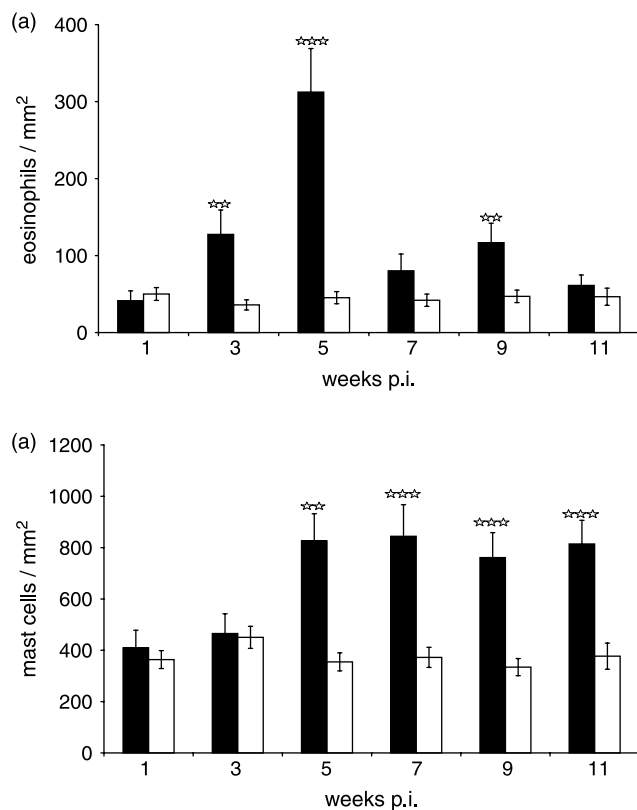 (a)
400
300
200
100
0
eosinophils / mm²
☆☆
☆☆☆
☆☆
1 3 5 7 9 11
weeks p.i.
(a)
1200
1000
800
600
400
200
0
mast cells / mm²
☆☆
☆☆☆
☆☆☆
☆☆☆
1 3 5 7 9 11
weeks p.i.